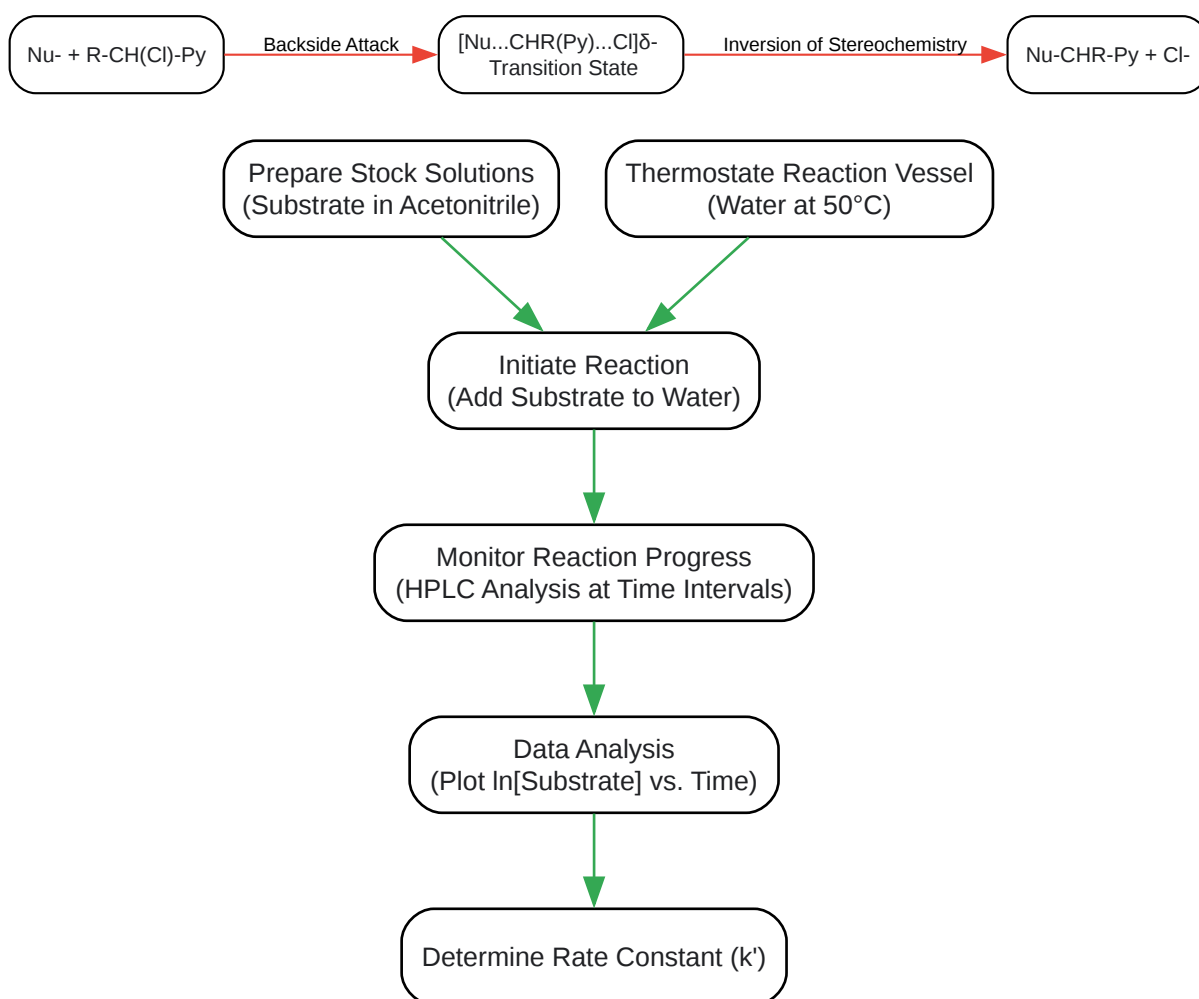 Nu- + R-CH(Cl)-Py
Backside Attack
[Nu...CHR(Py)...Cl]δ-
Transition State
Inversion of Stereochemistry
Nu-CHR-Py + Cl-
Prepare Stock Solutions
(Substrate in Acetonitrile)
Thermostate Reaction Vessel
(Water at 50°C)
Initiate Reaction
(Add Substrate to Water)
Monitor Reaction Progress
(HPLC Analysis at Time Intervals)
Data Analysis
(Plot ln[Substrate] vs. Time)
Determine Rate Constant (k')